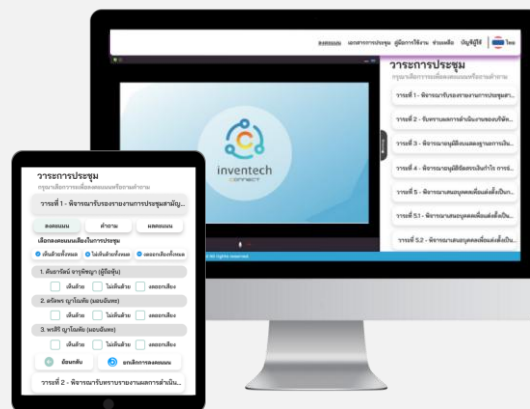 ลงคะแนน เอกสารการประชุม คู่มือการใช้งาน ช่วยเหลือ บัญชีผู้ใช้ ไทย
วาระการประชุม
กรุณาเลือกวาระเพื่อลงคะแนนหรือถามคำถาม
วาระที่ 1 - พิจารณารับรองรายงานการประชุมสา...
วาระที่ 2 - รับทราบผลการดำเนินงานของบริษัท...
วาระที่ 3 - พิจารณาอนุมัติงบแสดงฐานะการเงิน...
วาระที่ 4 - พิจารณาอนุมัติจัดสรรเงินกำไร การจ่...
วาระที่ 5 - พิจารณาเสนอบุคคลเพื่อแต่งตั้งเป็นก...
วาระที่ 5.1 - พิจารณาเสนอบุคคลเพื่อแต่งตั้งเป็น...
วาระที่ 5.2 - พิจารณาเสนอบุคคลเพื่อแต่งตั้งเป็น...
inventech
CONNECT
All rights reserved.
วาระการประชุม
กรุณาเลือกวาระเพื่อลงคะแนนหรือถามคำถาม
วาระที่ 1 - พิจารณารับรองรายงานการประชุมสามัญ...
ลงคะแนน คำถาม ผลคะแนน
เลือกลงคะแนนเสียงในการประชุม
เห็นด้วยทั้งหมด ไม่เห็นด้วยทั้งหมด งดออกเสียงทั้งหมด
1. (ผู้ถือหุ้น)
เห็นด้วย ไม่เห็นด้วย งดออกเสียง
2. (มอบฉันทะ)
เห็นด้วย ไม่เห็นด้วย งดออกเสียง
3. (มอบฉันทะ)
เห็นด้วย ไม่เห็นด้วย งดออกเสียง
ย้อนกลับ ยกเลิกการลงคะแนน
วาระที่ 2 - พิจารณารับทราบรายงานผลการดำเนิน...